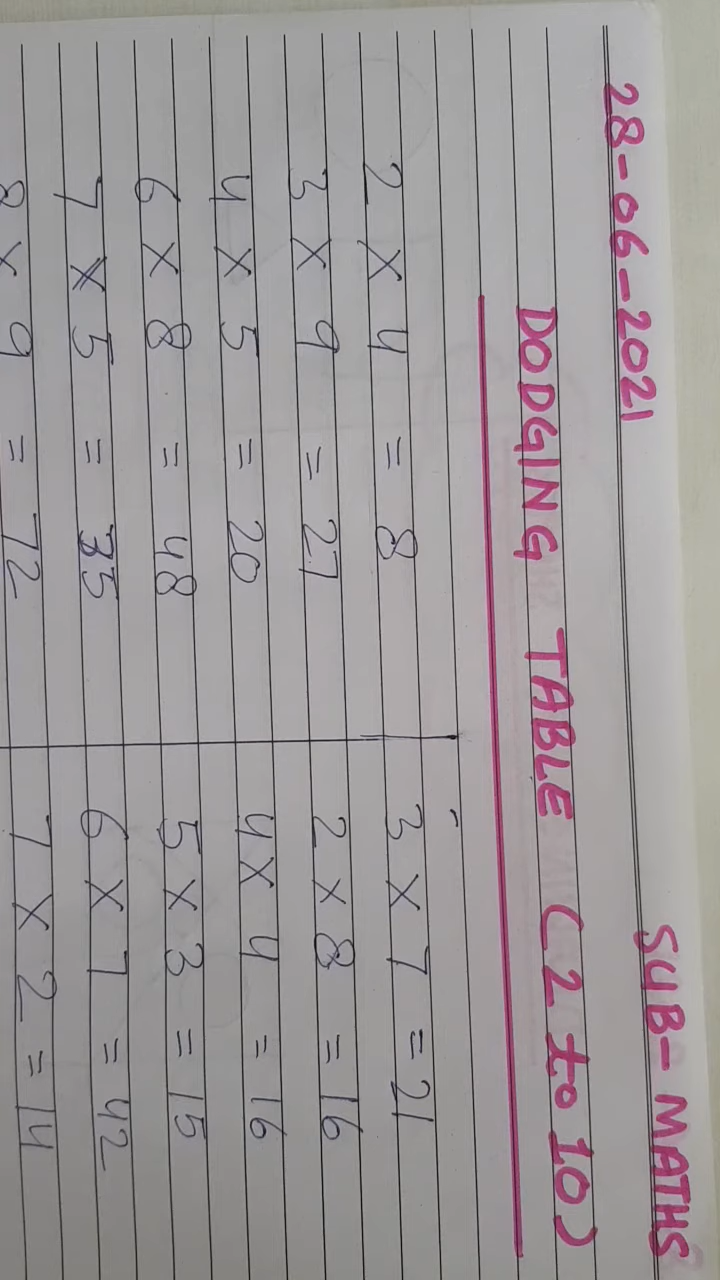 28-06-2021 SUB-MATHS
DODGING TABLE (2 to 10)
2 × 4 = 8
3 × 9 = 27
4 × 5 = 20
6 × 8 = 48
7 × 5 = 35
8 × 9 = 72
3 × 7 = 21
2 × 8 = 16
4 × 4 = 16
5 × 3 = 15
6 × 7 = 42
7 × 2 = 14